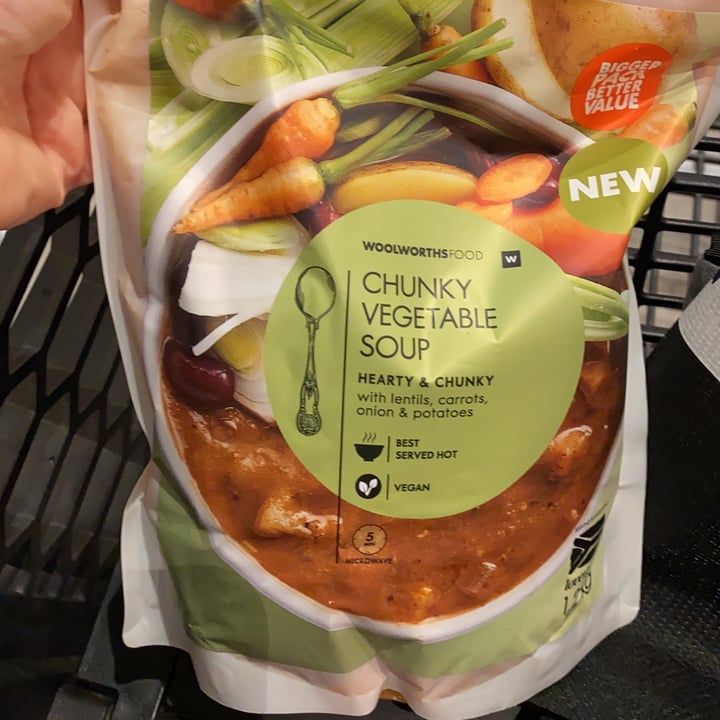 BIGGER
PACK
BETTER
VALUE
NEW
WOOLWORTHSFOOD W
CHUNKY
VEGETABLE
SOUP
HEARTY & CHUNKY
with lentils, carrots,
onion & potatoes
BEST
SERVED HOT
VEGAN
5
MIN
MICROWAVE